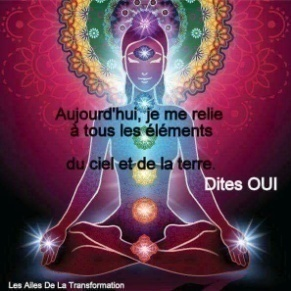 Aujourd'hui, je me relie
à tous les éléments
du ciel et de la terre.
Dites OUI
Les Ailes De La Transformation